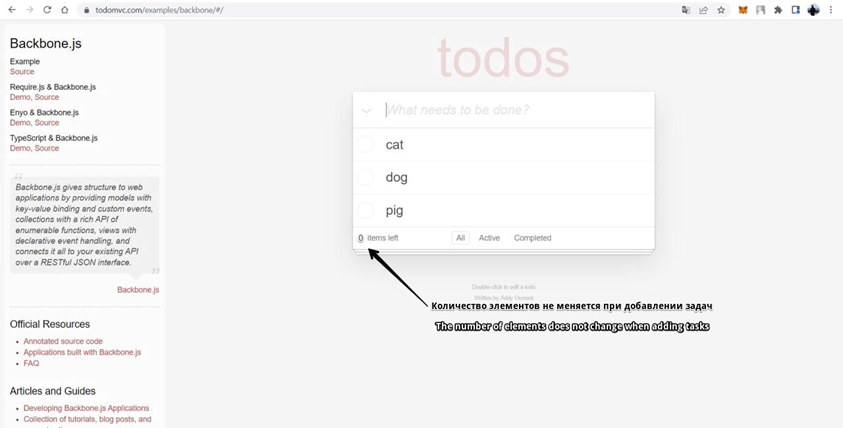 todomvc.com/examples/backbone/#/
Backbone.js
Example
Source
Require.js & Backbone.js
Demo, Source
Enyo & Backbone.js
Demo, Source
TypeScript & Backbone.js
Demo, Source
“
Backbone.js gives structure to web
applications by providing models with
key-value binding and custom events,
collections with a rich API of
enumerable functions, views with
declarative event handling, and
connects it all to your existing API
over a RESTful JSON interface.
”
Backbone.js
Official Resources
Annotated source code
Applications built with Backbone.js
FAQ
Articles and Guides
Developing Backbone.js Applications
Collection of tutorials, blog posts, and
todos
What needs to be done?
cat
dog
pig
0 items left
All Active Completed
Double-click to edit a todo
Written by Addy Osmani
Количество элементов не меняется при добавлении задач
The number of elements does not change when adding tasks